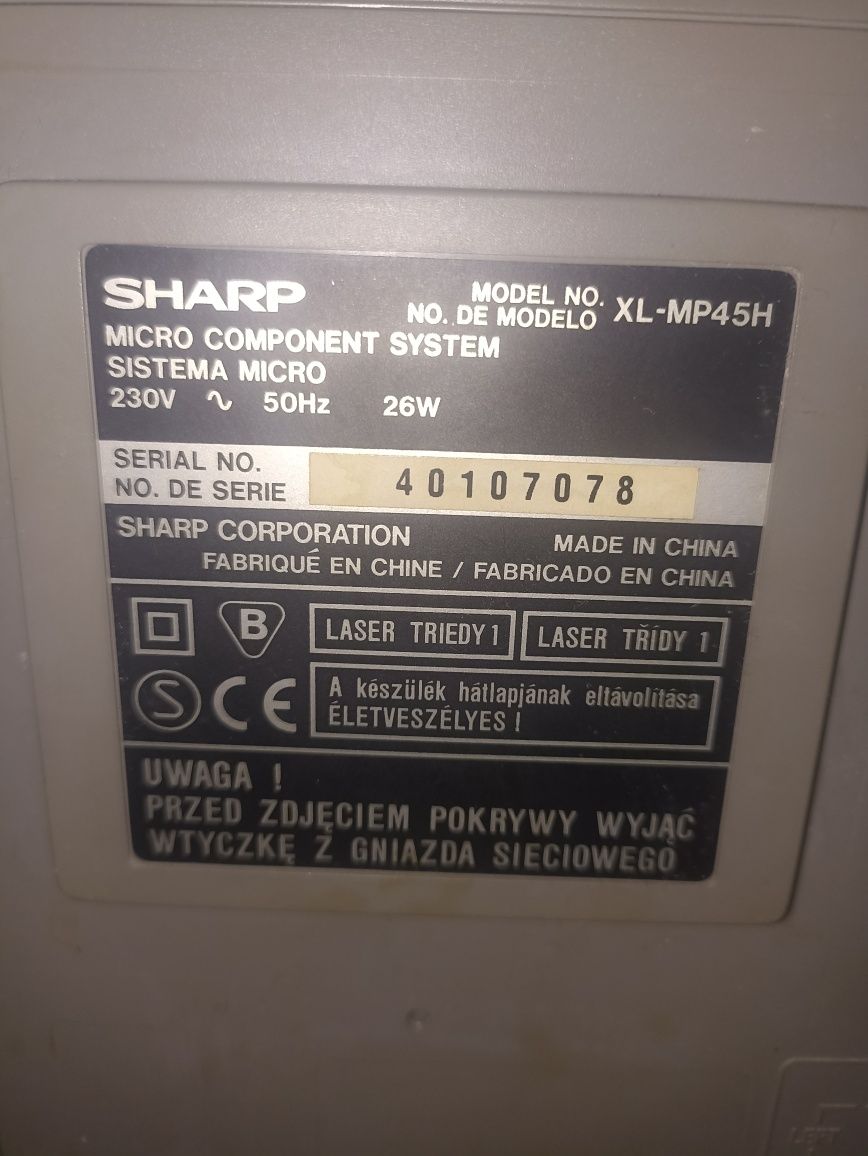 SHARP
MODEL NO.
NO. DE MODELO
XL-MP45H
MICRO COMPONENT SYSTEM
SISTEMA MICRO
230V ∿ 50Hz 26W
SERIAL NO.
NO. DE SERIE
40107078
SHARP CORPORATION
MADE IN CHINA
FABRIQUÉ EN CHINE / FABRICADO EN CHINA
B
LASER TRIEDY 1
LASER TŘÍDY 1
S
CE
A készülék hátlapjának eltávolítása
ÉLETVESZÉLYES !
UWAGA !
PRZED ZDJĘCIEM POKRYWY WYJĄĆ
WTYCZKĘ Z GNIAZDA SIECIOWEGO
LEFT